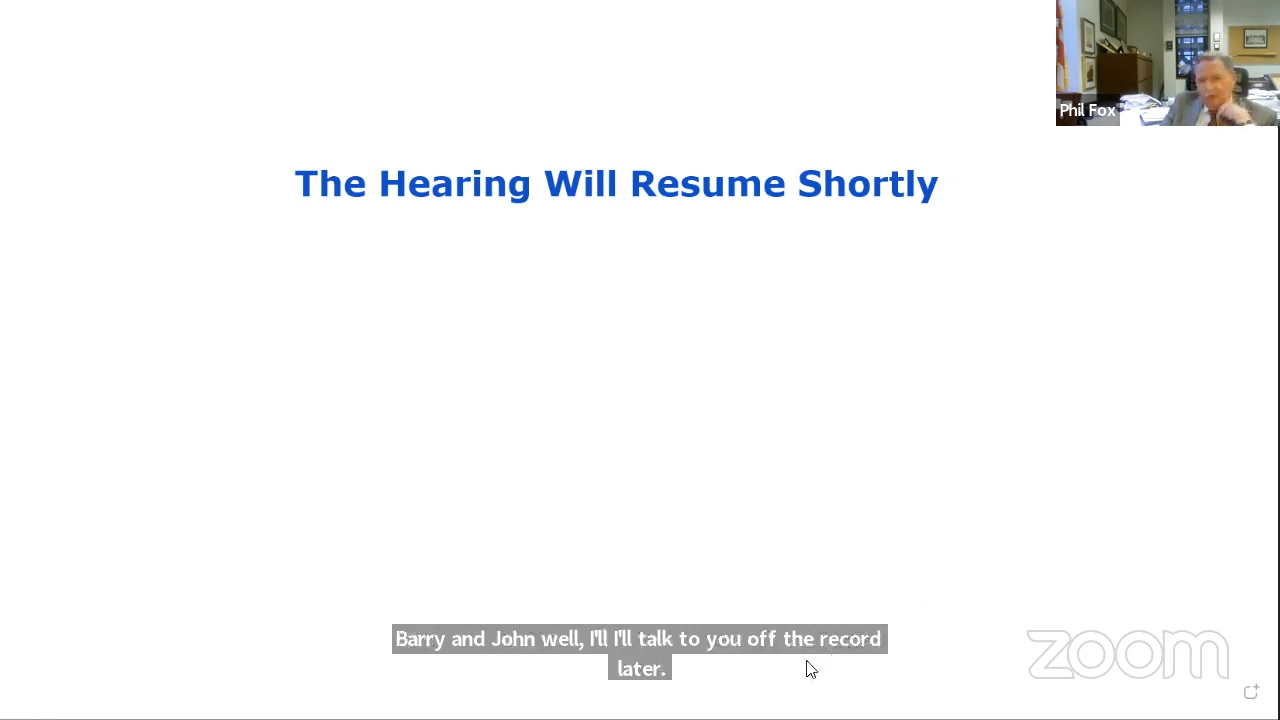 Phil Fox
The Hearing Will Resume Shortly
Barry and John well, I'll I'll talk to you off the record
later.
zoom